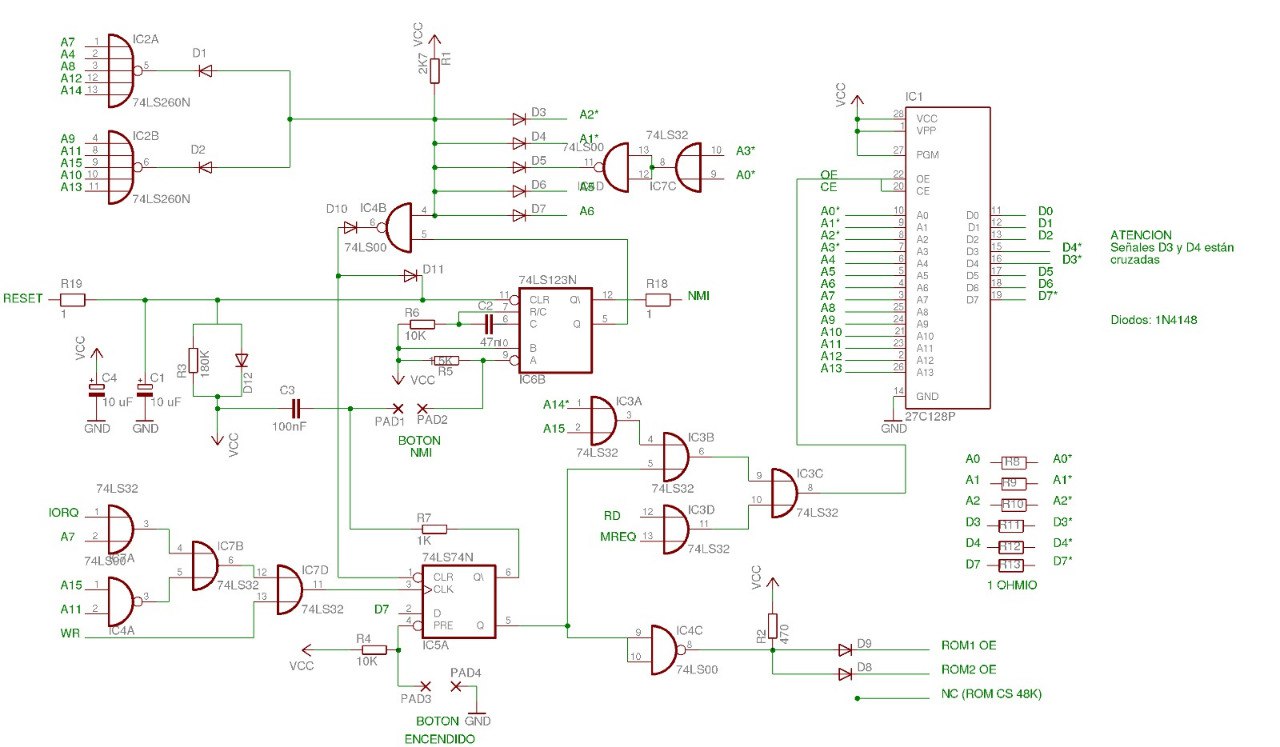 A7 1 IC2A
A4 2
A8 3 5 D1
A12 12
A14 13
74LS260N
VCC
2K7 R1
A9 4 IC2B
A11 8
A15 9 6 D2
A10 10
A13 11
74LS260N
D3 A2*
D4 A1*
74LS00 74LS32
D5 11 13 12 8 10 A3*
D6 IC7C 9 A0*
D7 A6
D10 IC4B 6 4
74LS00 5
D11
74LS123N
RESET R19
1
11 CLR Q\ 12 R18 NMI
7 R/C 1
R6 C2 6 C Q 5
10K 47n
10 B
1.5K 9 A
R5
VCC IC6B
VCC
C4 C1
10 uF 10 uF
GND GND
R3 180K D12
VCC
C3
100nF
PAD1 PAD2
BOTON
NMI
A14* 1 IC3A
3
A15 2
74LS32
4 IC3B
6
5
74LS32
9 IC3C
8
10
74LS32
RD 12 IC3D
11
MREQ 13
74LS32
74LS32
IORQ 1
3
A7 2
4 IC7B
6
5
74LS32
A15 1
3
A11 2
IC4A
WR
12 IC7D
11
13
74LS32
R7
1K
74LS74N
1 CLR Q\ 6
3 CLK
D7 2 D
4 PRE Q 5
IC5A
VCC R4
10K
PAD3 PAD4
BOTON GND
ENCENDIDO
VCC
R2 470
9 IC4C
8
10
74LS00
D9 ROM1 OE
D8 ROM2 OE
NC (ROM CS 48K)
VCC IC1
28 VCC
1 VPP
27 PGM
OE 22 OE
CE 20 CE
A0* 10 A0 D0 11 D0
A1* 9 A1 D1 12 D1
A2* 8 A2 D2 13 D2
A3* 7 A3 D3 15 D4*
A4 6 A4 D4 16 D3*
A5 5 A5 D5 17 D5
A6 4 A6 D6 18 D6
A7 3 A7 D7 19 D7*
A8 25 A8
A9 24 A9
A10 21 A10
A11 23 A11
A12 2 A12
A13 26 A13
14 GND
GND 27C128P
ATENCION
Señales D3 y D4 están
cruzadas
Diodos: 1N4148
A0 R8 A0*
A1 R9 A1*
A2 R10 A2*
D3 R11 D3*
D4 R12 D4*
D7 R13 D7*
1 OHMIO